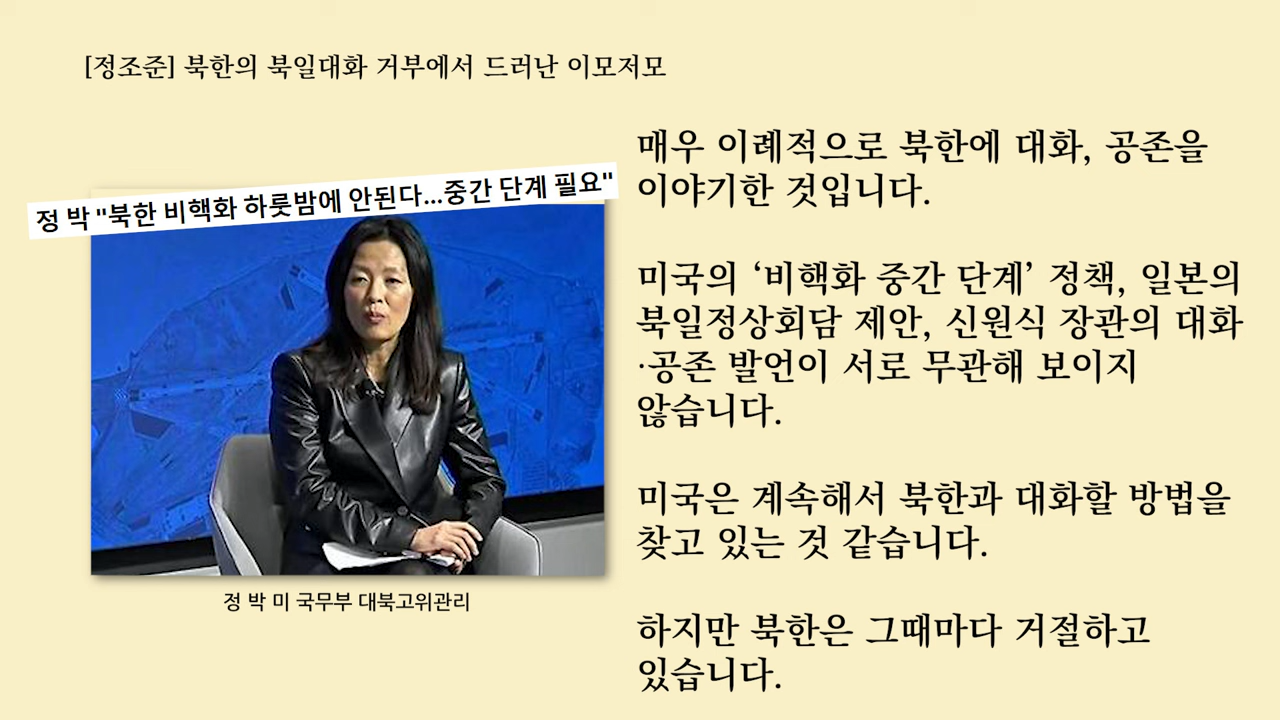 [정조준] 북한의 북일대화 거부에서 드러난 이모저모
정 박 "북한 비핵화 하룻밤에 안된다...중간 단계 필요"
정 박 미 국무부 대북고위관리
매우 이례적으로 북한에 대화, 공존을
이야기한 것입니다.
미국의 ‘비핵화 중간 단계’ 정책, 일본의
북일정상회담 제안, 신원식 장관의 대화
·공존 발언이 서로 무관해 보이지
않습니다.
미국은 계속해서 북한과 대화할 방법을
찾고 있는 것 같습니다.
하지만 북한은 그때마다 거절하고
있습니다.